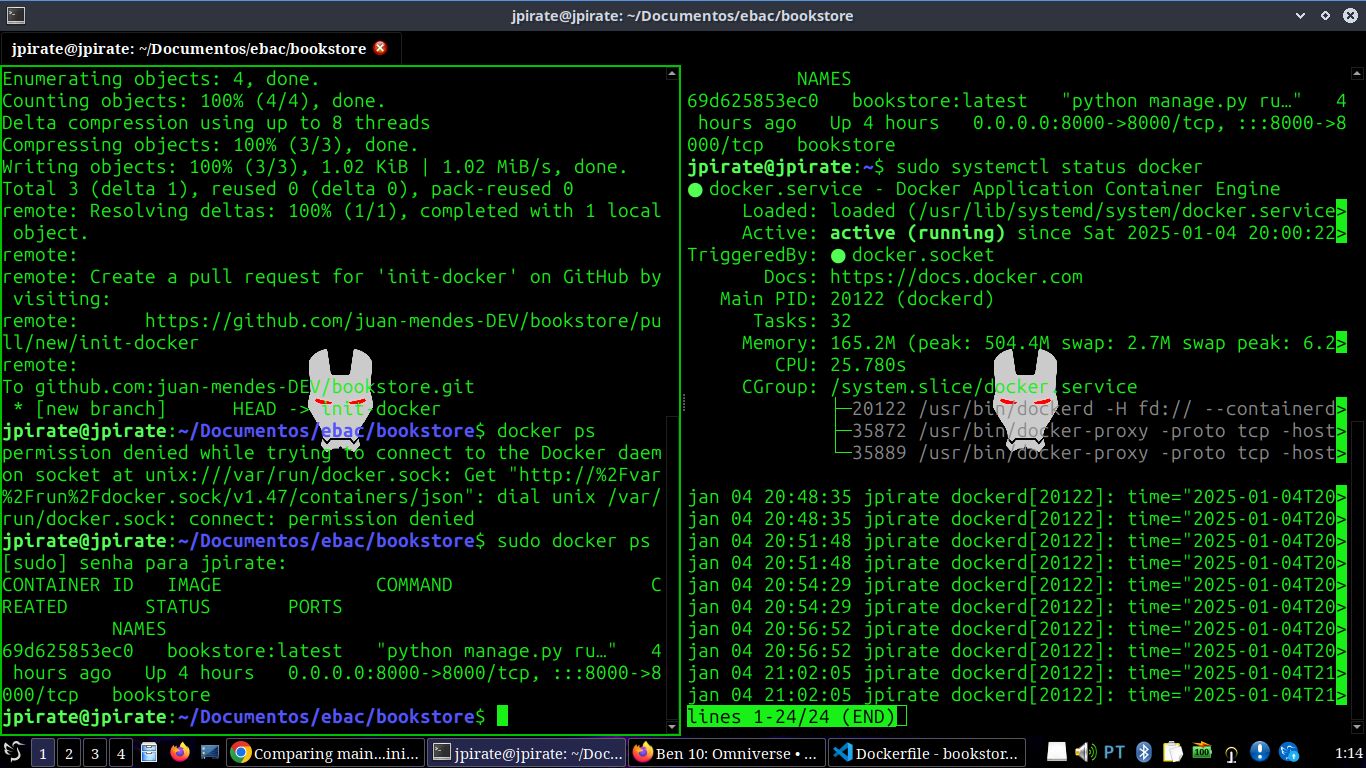 jpirate@jpirate: ~/Documentos/ebac/bookstore
jpirate@jpirate: ~/Documentos/ebac/bookstore
Enumerating objects: 4, done.
Counting objects: 100% (4/4), done.
Delta compression using up to 8 threads
Compressing objects: 100% (3/3), done.
Writing objects: 100% (3/3), 1.02 KiB | 1.02 MiB/s, done.
Total 3 (delta 1), reused 0 (delta 0), pack-reused 0
remote: Resolving deltas: 100% (1/1), completed with 1 local
 object.
remote:
remote: Create a pull request for 'init-docker' on GitHub by
 visiting:
remote:      https://github.com/juan-mendes-DEV/bookstore/pu
ll/new/init-docker
remote:
To github.com:juan-mendes-DEV/bookstore.git
 * [new branch]      HEAD -> init-docker
jpirate@jpirate:~/Documentos/ebac/bookstore$ docker ps
permission denied while trying to connect to the Docker daem
on socket at unix:///var/run/docker.sock: Get "http://%2Fvar
%2Frun%2Fdocker.sock/v1.47/containers/json": dial unix /var/
run/docker.sock: connect: permission denied
jpirate@jpirate:~/Documentos/ebac/bookstore$ sudo docker ps
[sudo] senha para jpirate:
CONTAINER ID   IMAGE              COMMAND                  C
REATED       STATUS       PORTS
          NAMES
69d625853ec0   bookstore:latest   "python manage.py ru…"   4
 hours ago   Up 4 hours   0.0.0.0:8000->8000/tcp, :::8000->8
000/tcp   bookstore
jpirate@jpirate:~/Documentos/ebac/bookstore$
          NAMES
69d625853ec0   bookstore:latest   "python manage.py ru…"   4
 hours ago   Up 4 hours   0.0.0.0:8000->8000/tcp, :::8000->8
000/tcp   bookstore
jpirate@jpirate:~$ sudo systemctl status docker
● docker.service - Docker Application Container Engine
     Loaded: loaded (/usr/lib/systemd/system/docker.service>
     Active: active (running) since Sat 2025-01-04 20:00:22>
TriggeredBy: ● docker.socket
       Docs: https://docs.docker.com
   Main PID: 20122 (dockerd)
      Tasks: 32
     Memory: 165.2M (peak: 504.4M swap: 2.7M swap peak: 6.2>
        CPU: 25.780s
     CGroup: /system.slice/docker.service
             ├─20122 /usr/bin/dockerd -H fd:// --containerd>
             ├─35872 /usr/bin/docker-proxy -proto tcp -host>
             └─35889 /usr/bin/docker-proxy -proto tcp -host>
jan 04 20:48:35 jpirate dockerd[20122]: time="2025-01-04T20>
jan 04 20:48:35 jpirate dockerd[20122]: time="2025-01-04T20>
jan 04 20:51:48 jpirate dockerd[20122]: time="2025-01-04T20>
jan 04 20:51:48 jpirate dockerd[20122]: time="2025-01-04T20>
jan 04 20:54:29 jpirate dockerd[20122]: time="2025-01-04T20>
jan 04 20:54:29 jpirate dockerd[20122]: time="2025-01-04T20>
jan 04 20:56:52 jpirate dockerd[20122]: time="2025-01-04T20>
jan 04 20:56:52 jpirate dockerd[20122]: time="2025-01-04T20>
jan 04 21:02:05 jpirate dockerd[20122]: time="2025-01-04T21>
jan 04 21:02:05 jpirate dockerd[20122]: time="2025-01-04T21>
lines 1-24/24 (END)
1 2 3 4 Comparing main...ini... jpirate@jpirate: ~/Doc... Ben 10: Omniverse •... Dockerfile - bookstor... PT 100 1:14